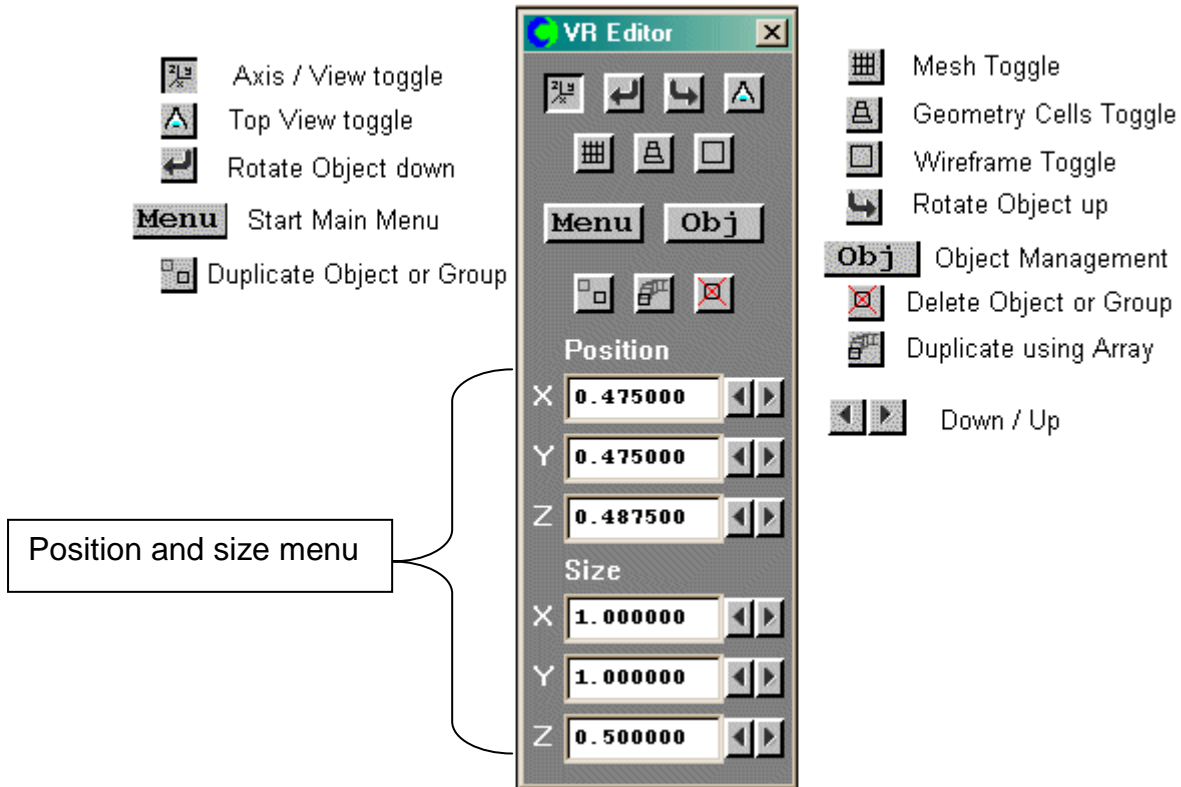 VR Editor
Axis / View toggle
Top View toggle
Rotate Object down
Menu Start Main Menu
Duplicate Object or Group
Menu Obj
Position
X 0.475000
Y 0.475000
Z 0.487500
Size
X 1.000000
Y 1.000000
Z 0.500000
Position and size menu
Mesh Toggle
Geometry Cells Toggle
Wireframe Toggle
Rotate Object up
Obj Object Management
Delete Object or Group
Duplicate using Array
Down / Up